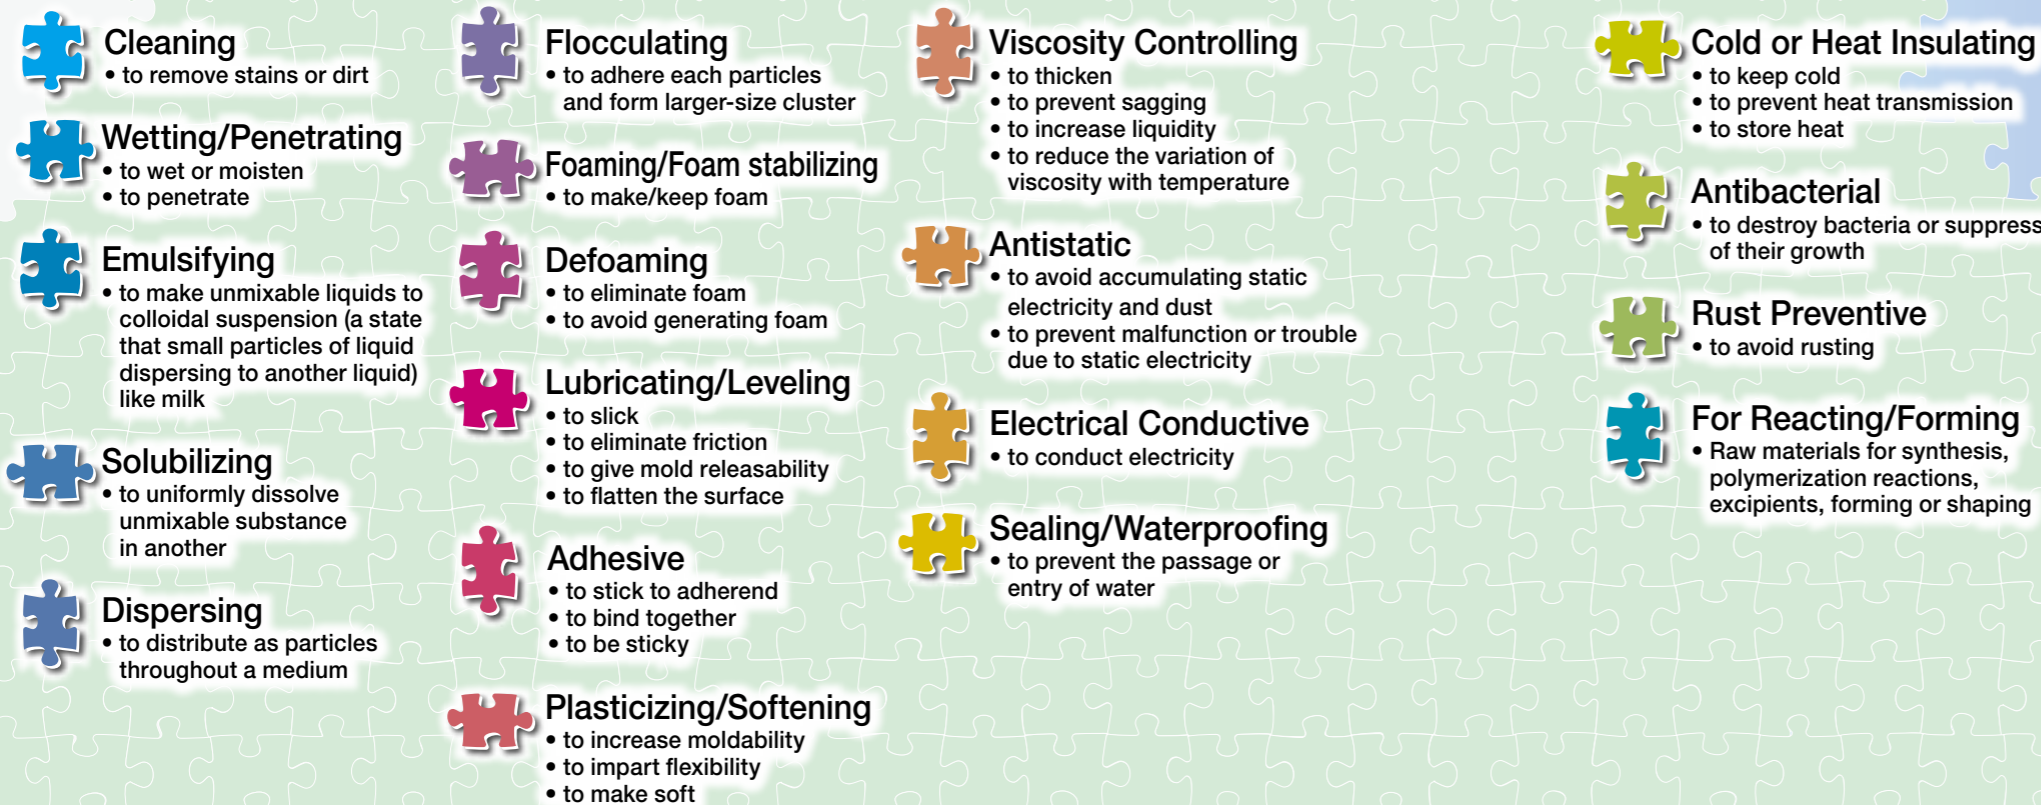 Cleaning
• to remove stains or dirt
Wetting/Penetrating
• to wet or moisten
• to penetrate
Emulsifying
• to make unmixable liquids to
colloidal suspension (a state
that small particles of liquid
dispersing to another liquid)
like milk
Solubilizing
• to uniformly dissolve
unmixable substance
in another
Dispersing
• to distribute as particles
throughout a medium
Flocculating
• to adhere each particles
and form larger-size cluster
Foaming/Foam stabilizing
• to make/keep foam
Defoaming
• to eliminate foam
• to avoid generating foam
Lubricating/Leveling
• to slick
• to eliminate friction
• to give mold releasability
• to flatten the surface
Adhesive
• to stick to adherend
• to bind together
• to be sticky
Plasticizing/Softening
• to increase moldability
• to impart flexibility
• to make soft
Viscosity Controlling
• to thicken
• to prevent sagging
• to increase liquidity
• to reduce the variation of
viscosity with temperature
Antistatic
• to avoid accumulating static
electricity and dust
• to prevent malfunction or trouble
due to static electricity
Electrical Conductive
• to conduct electricity
Sealing/Waterproofing
• to prevent the passage or
entry of water
Cold or Heat Insulating
• to keep cold
• to prevent heat transmission
• to store heat
Antibacterial
• to destroy bacteria or suppress
of their growth
Rust Preventive
• to avoid rusting
For Reacting/Forming
• Raw materials for synthesis,
polymerization reactions,
excipients, forming or shaping